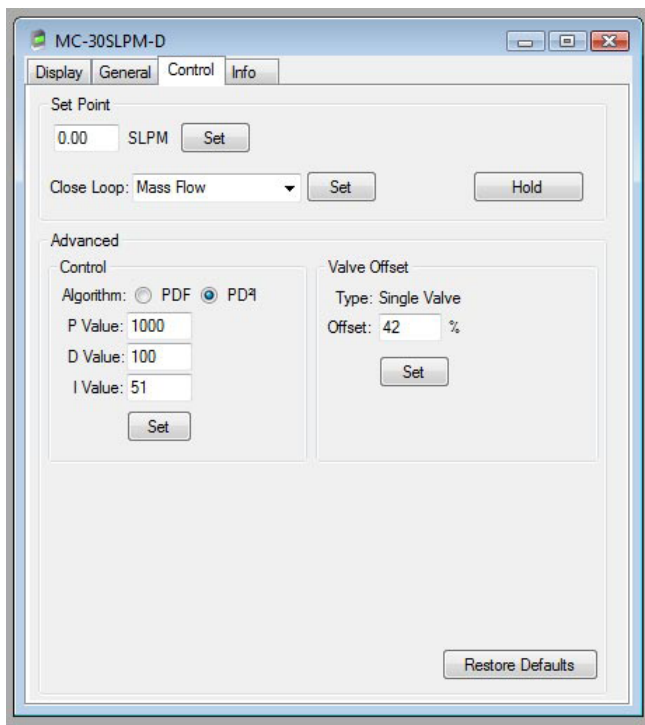 MC-30SLPM-D
Display General Control Info
Set Point
0.00 SLPM Set
Close Loop: Mass Flow Set Hold
Advanced
Control
Algorithm: PDF PD²I
P Value: 1000
D Value: 100
I Value: 51
Set
Valve Offset
Type: Single Valve
Offset: 42 %
Set
Restore Defaults